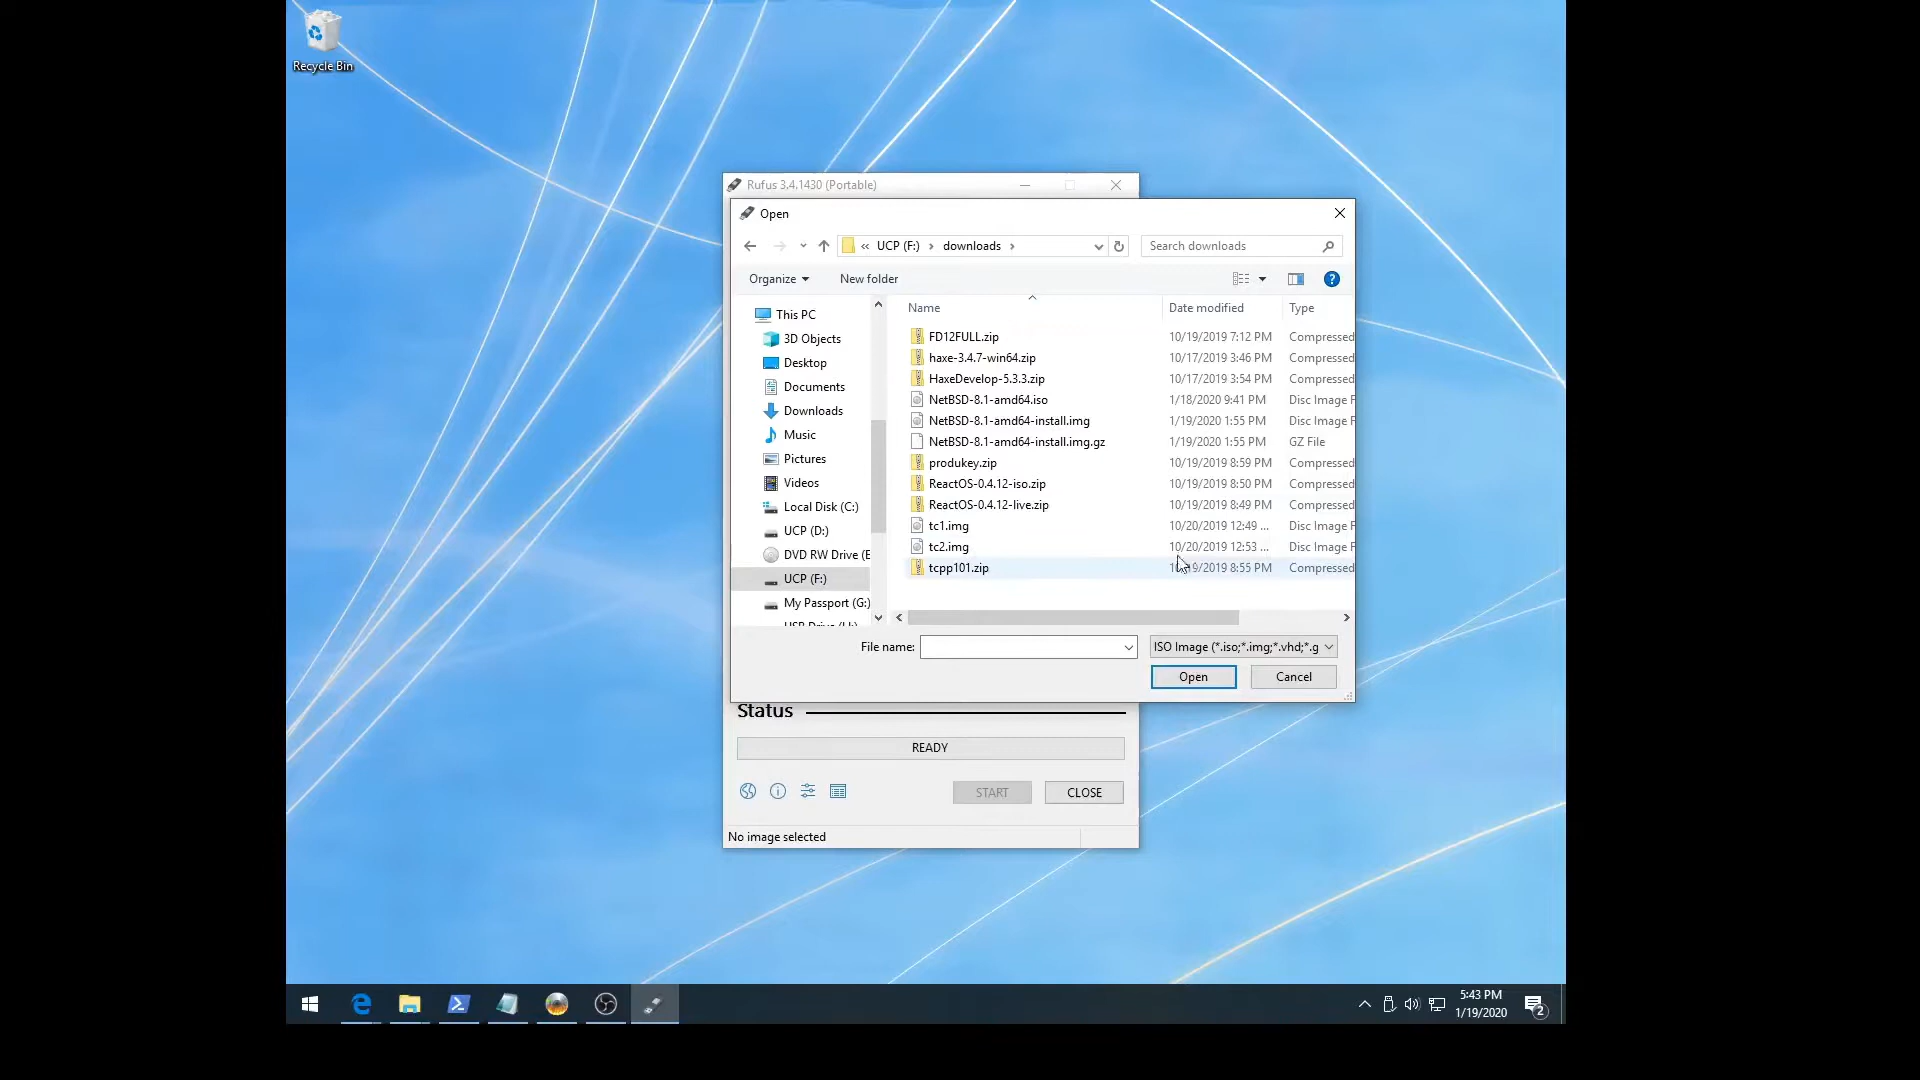 Recycle Bin
Rufus 3.4.1430 (Portable)
Open
« UCP (F:) › downloads ›
Search downloads
Organize
New folder
Name
Date modified
Type
This PC
3D Objects
Desktop
Documents
Downloads
Music
Pictures
Videos
Local Disk (C:)
UCP (D:)
DVD RW Drive (E
UCP (F:)
My Passport (G:)
FD12FULL.zip 10/19/2019 7:12 PM Compressed
haxe-3.4.7-win64.zip 10/17/2019 3:46 PM Compressed
HaxeDevelop-5.3.3.zip 10/17/2019 3:54 PM Compressed
NetBSD-8.1-amd64.iso 1/18/2020 9:41 PM Disc Image F
NetBSD-8.1-amd64-install.img 1/19/2020 1:55 PM Disc Image F
NetBSD-8.1-amd64-install.img.gz 1/19/2020 1:55 PM GZ File
produkey.zip 10/19/2019 8:59 PM Compressed
ReactOS-0.4.12-iso.zip 10/19/2019 8:50 PM Compressed
ReactOS-0.4.12-live.zip 10/19/2019 8:49 PM Compressed
tc1.img 10/20/2019 12:49 ... Disc Image F
tc2.img 10/20/2019 12:53 ... Disc Image F
tcpp101.zip 10/19/2019 8:55 PM Compressed
File name:
ISO Image (*.iso;*.img;*.vhd;*.g
Open
Cancel
Status
READY
START
CLOSE
No image selected
5:43 PM
1/19/2020
2